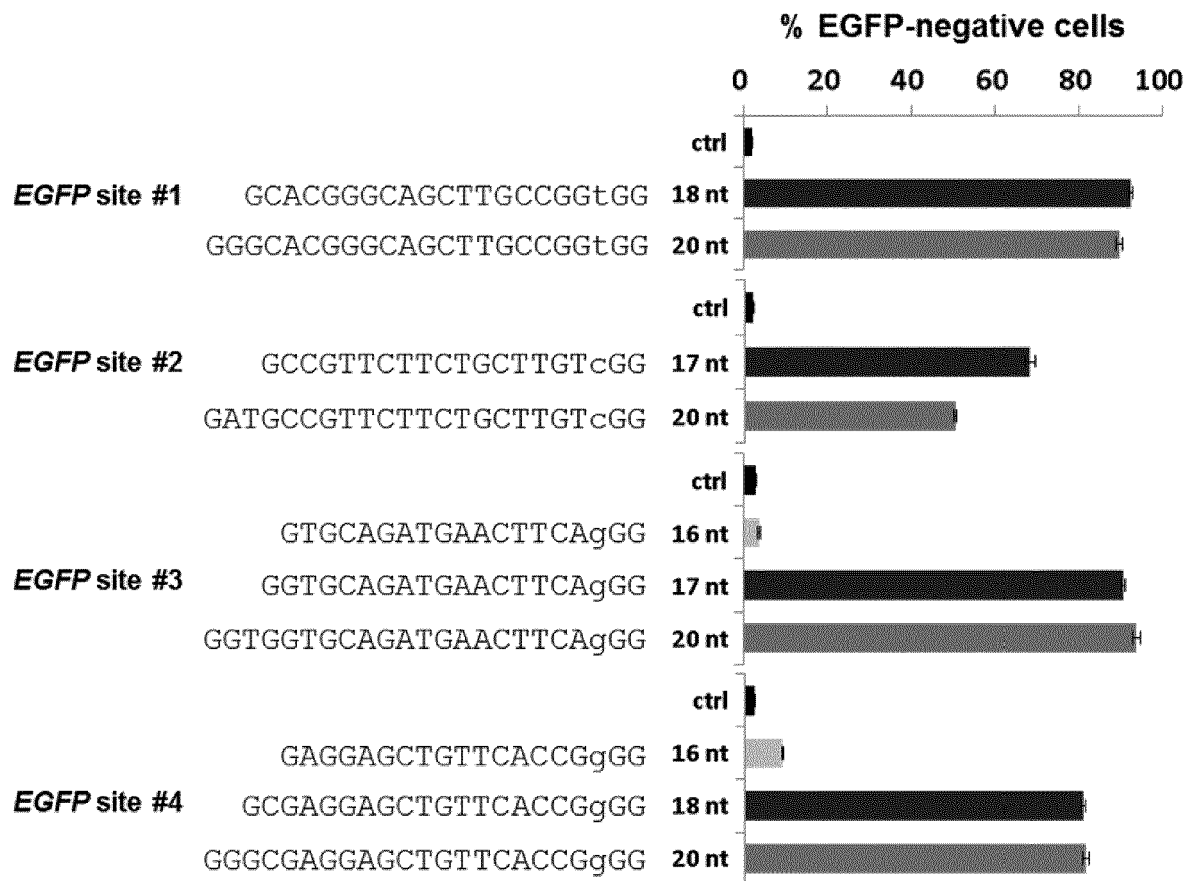 % EGFP-negative cells
0 20 40 60 80 100
ctrl
EGFP site #1 GCACGGGCAGCTTGCCGGtGG 18 nt
GGGCACGGGCAGCTTGCCGGtGG 20 nt
ctrl
EGFP site #2 GCCGTTCTTCTGCTTGTcGG 17 nt
GATGCCGTTCTTCTGCTTGTcGG 20 nt
ctrl
GTGCAGATGAACTTCAgGG 16 nt
EGFP site #3 GGTGCAGATGAACTTCAgGG 17 nt
GGTGGTGCAGATGAACTTCAgGG 20 nt
ctrl
GAGGAGCTGTTCACCGgGG 16 nt
EGFP site #4 GCGAGGAGCTGTTCACCGgGG 18 nt
GGGCGAGGAGCTGTTCACCGgGG 20 nt